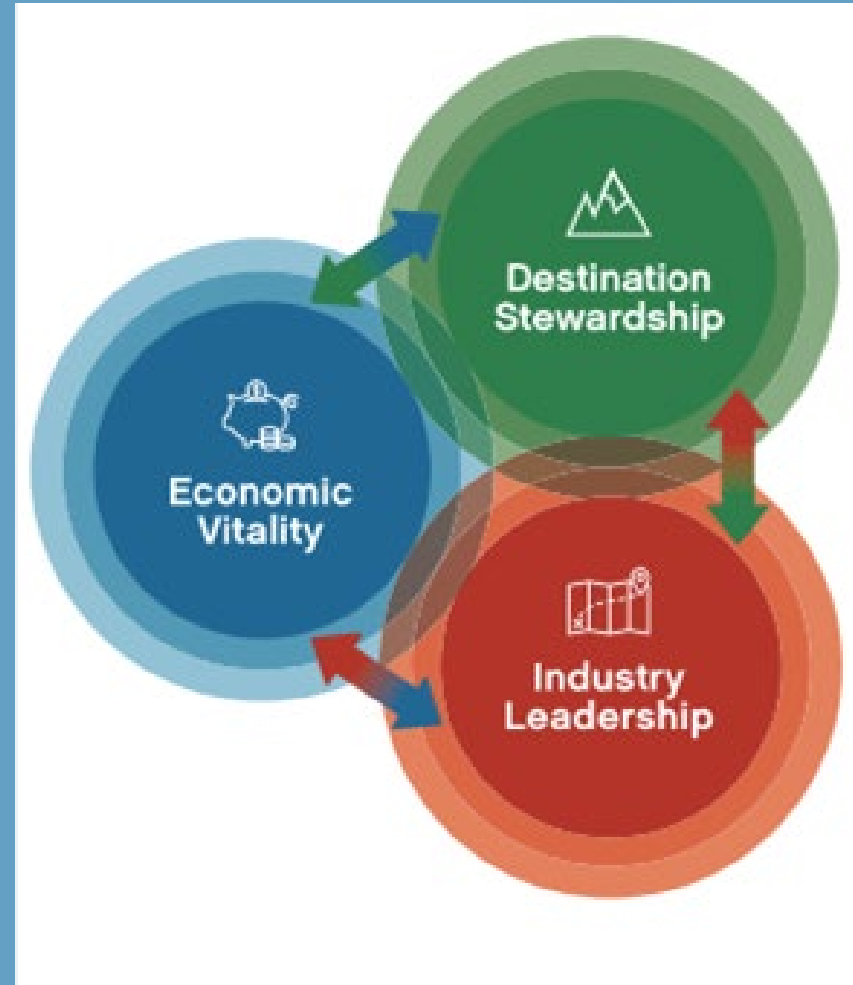 Destination
Stewardship
Economic
Vitality
Industry
Leadership